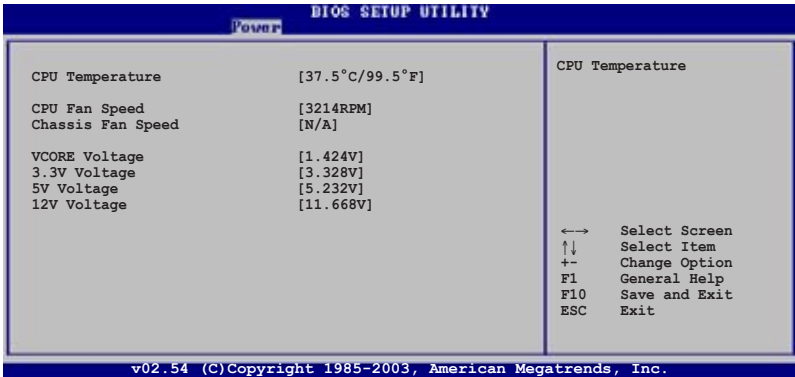 BIOS SETUP UTILITY
Power
CPU Temperature [37.5°C/99.5°F]
CPU Fan Speed [3214RPM]
Chassis Fan Speed [N/A]
VCORE Voltage [1.424V]
3.3V Voltage [3.328V]
5V Voltage [5.232V]
12V Voltage [11.668V]
CPU Temperature
←→ Select Screen
↑↓ Select Item
+- Change Option
F1 General Help
F10 Save and Exit
ESC Exit
v02.54 (C)Copyright 1985-2003, American Megatrends, Inc.